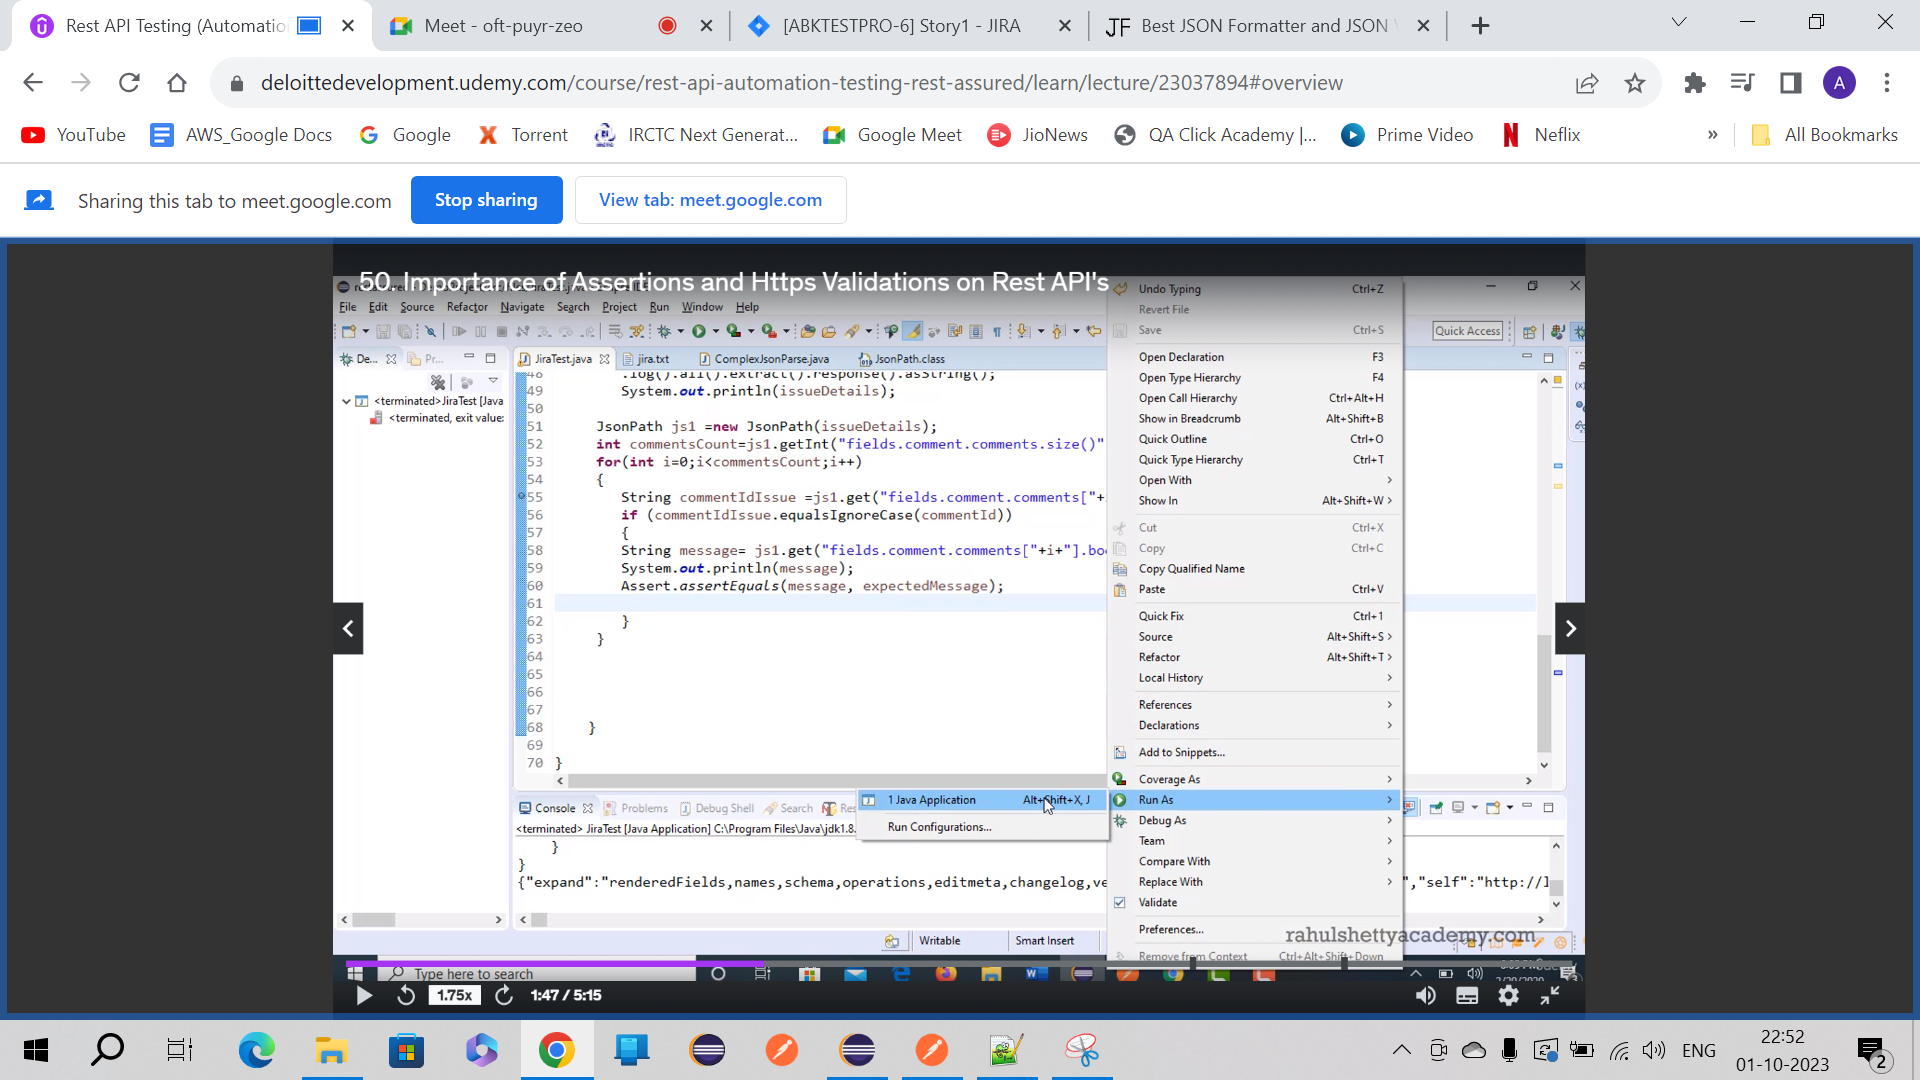 Rest API Testing (Automatio
Meet - oft-puyr-zeo
[ABKTESTPRO-6] Story1 - JIRA
JF Best JSON Formatter and JSON
deloittedevelopment.udemy.com/course/rest-api-automation-testing-rest-assured/learn/lecture/23037894#overview
A
YouTube
AWS_Google Docs
Google
Torrent
IRCTC Next Generat...
Google Meet
JioNews
QA Click Academy |...
Prime Video
Neflix
»
All Bookmarks
Sharing this tab to meet.google.com
Stop sharing
View tab: meet.google.com
50. Importance of Assertions and Https Validations on Rest API's
File Edit Source Refactor Navigate Search Project Run Window Help
Quick Access
De...
Pr...
JiraTest.java
jira.txt
ComplexJsonParse.java
JsonPath.class
<terminated>JiraTest [Java
<terminated, exit value:
48 .log().all().extract().response().asString();
49 System.out.println(issueDetails);
50
51 JsonPath js1 =new JsonPath(issueDetails);
52 int commentsCount=js1.getInt("fields.comment.comments.size()"
53 for(int i=0;i<commentsCount;i++)
54 {
55 String commentIdIssue =js1.get("fields.comment.comments["+
56 if (commentIdIssue.equalsIgnoreCase(commentId))
57 {
58 String message= js1.get("fields.comment.comments["+i+"].bo
59 System.out.println(message);
60 Assert.assertEquals(message, expectedMessage);
61
62 }
63 }
64
65
66
67
68 }
69
70 }
Undo Typing Ctrl+Z
Revert File
Save Ctrl+S
Open Declaration F3
Open Type Hierarchy F4
Open Call Hierarchy Ctrl+Alt+H
Show in Breadcrumb Alt+Shift+B
Quick Outline Ctrl+O
Quick Type Hierarchy Ctrl+T
Open With
Show In Alt+Shift+W
Cut Ctrl+X
Copy Ctrl+C
Copy Qualified Name
Paste Ctrl+V
Quick Fix Ctrl+1
Source Alt+Shift+S
Refactor Alt+Shift+T
Local History
References
Declarations
Add to Snippets...
Coverage As
Run As
Debug As
Team
Compare With
Replace With
Validate
Preferences...
Remove from Context Ctrl+Alt+Shift+Down
1 Java Application Alt+Shift+X, J
Run Configurations...
Console
Problems
Debug Shell
Search
Res
<terminated> JiraTest [Java Application] C:\Program Files\Java\jdk1.8.
}
}
{"expand":"renderedFields,names,schema,operations,editmeta,changelog,ve
","self":"http://l
Writable
Smart Insert
rahulshettyacademy.com
Type here to search
1.75x
1:47 / 5:15
ENG
22:52
01-10-2023
2